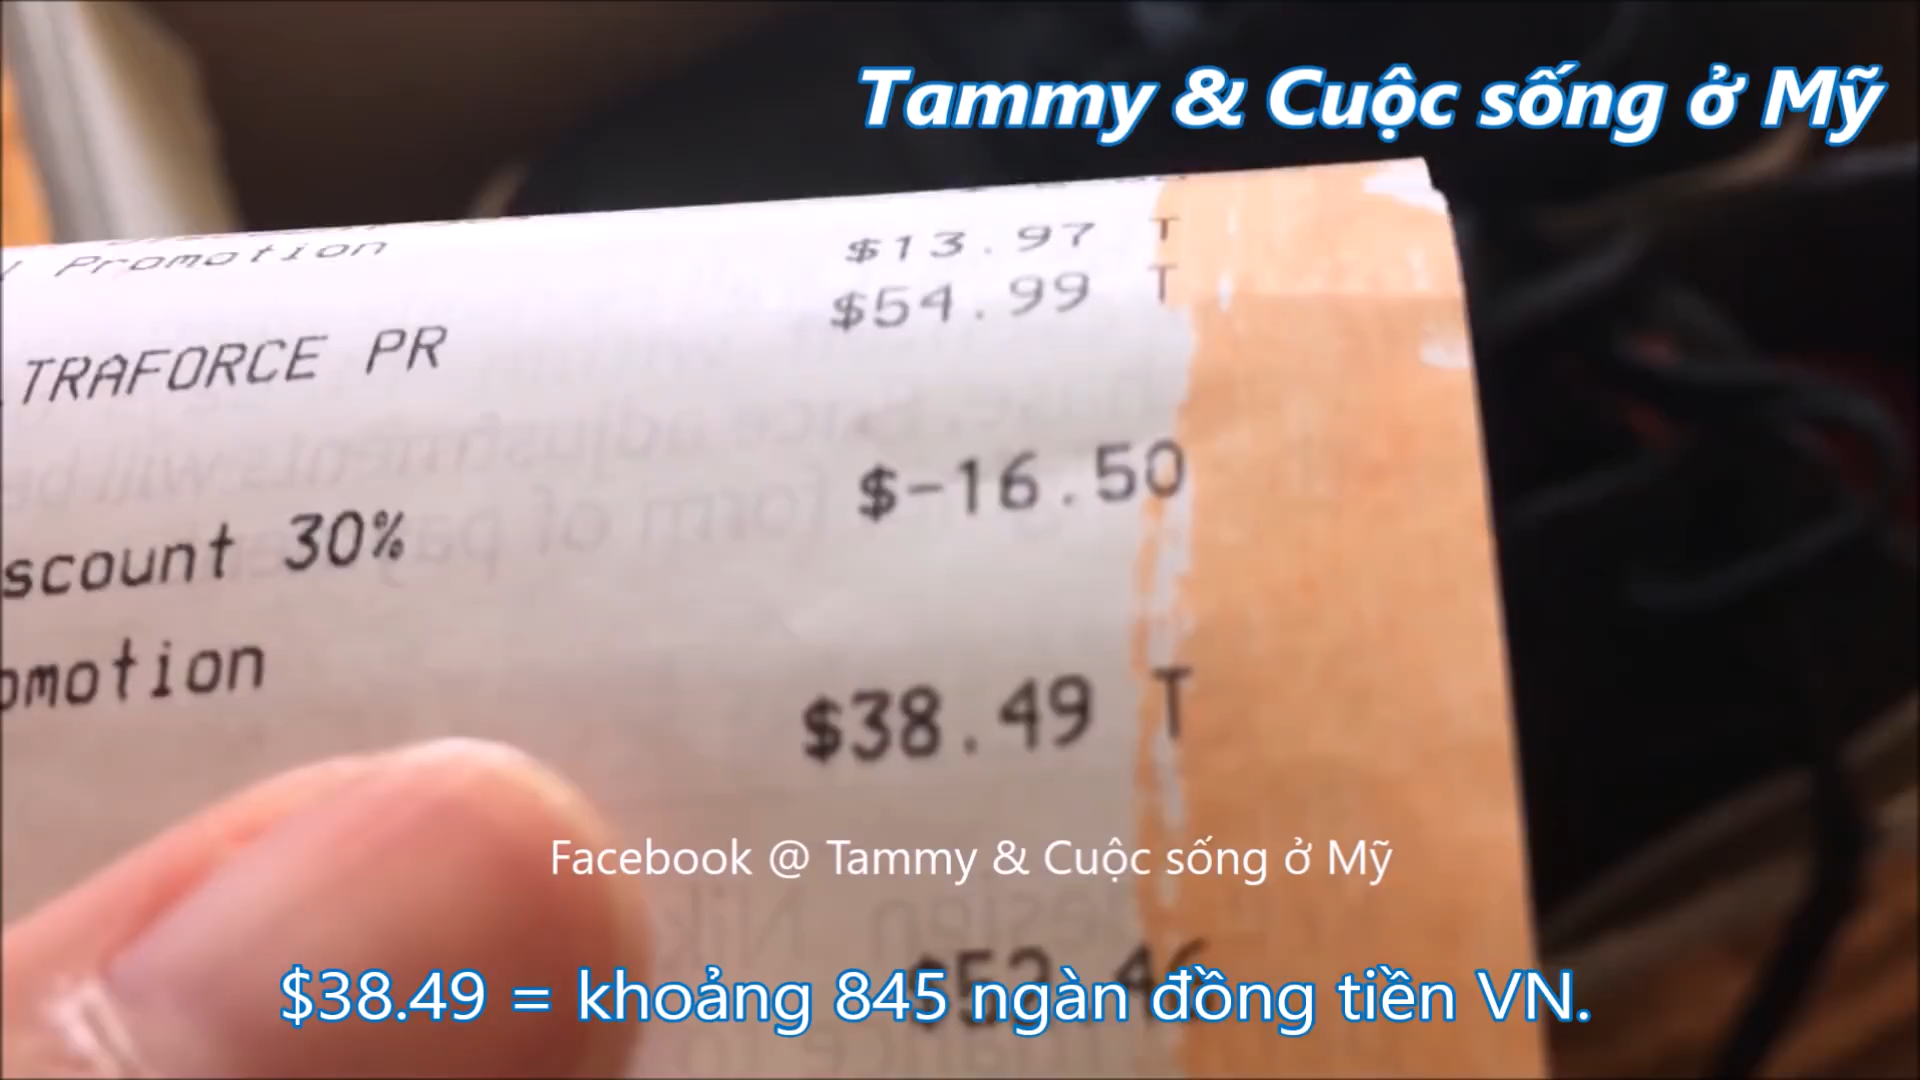 Tammy & Cuộc sống ở Mỹ
Promotion
$13.97 T
$54.99 T
TRAFORCE PR
$-16.50
scount 30%
omotion
$38.49 T
Facebook @ Tammy & Cuộc sống ở Mỹ
$38.49 = khoảng 845 ngàn đồng tiền VN.